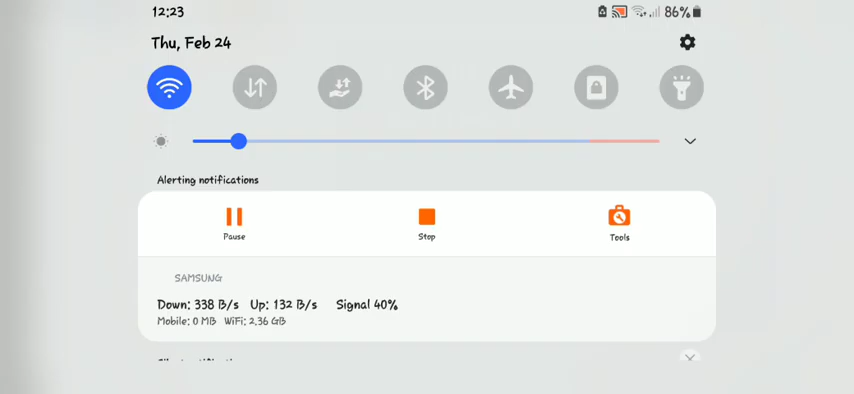 12:23 86%
Thu, Feb 24
Alerting notifications
Pause Stop Tools
SAMSUNG
Down: 338 B/s Up: 132 B/s Signal 40%
Mobile: 0 MB WiFi: 2.36 GB